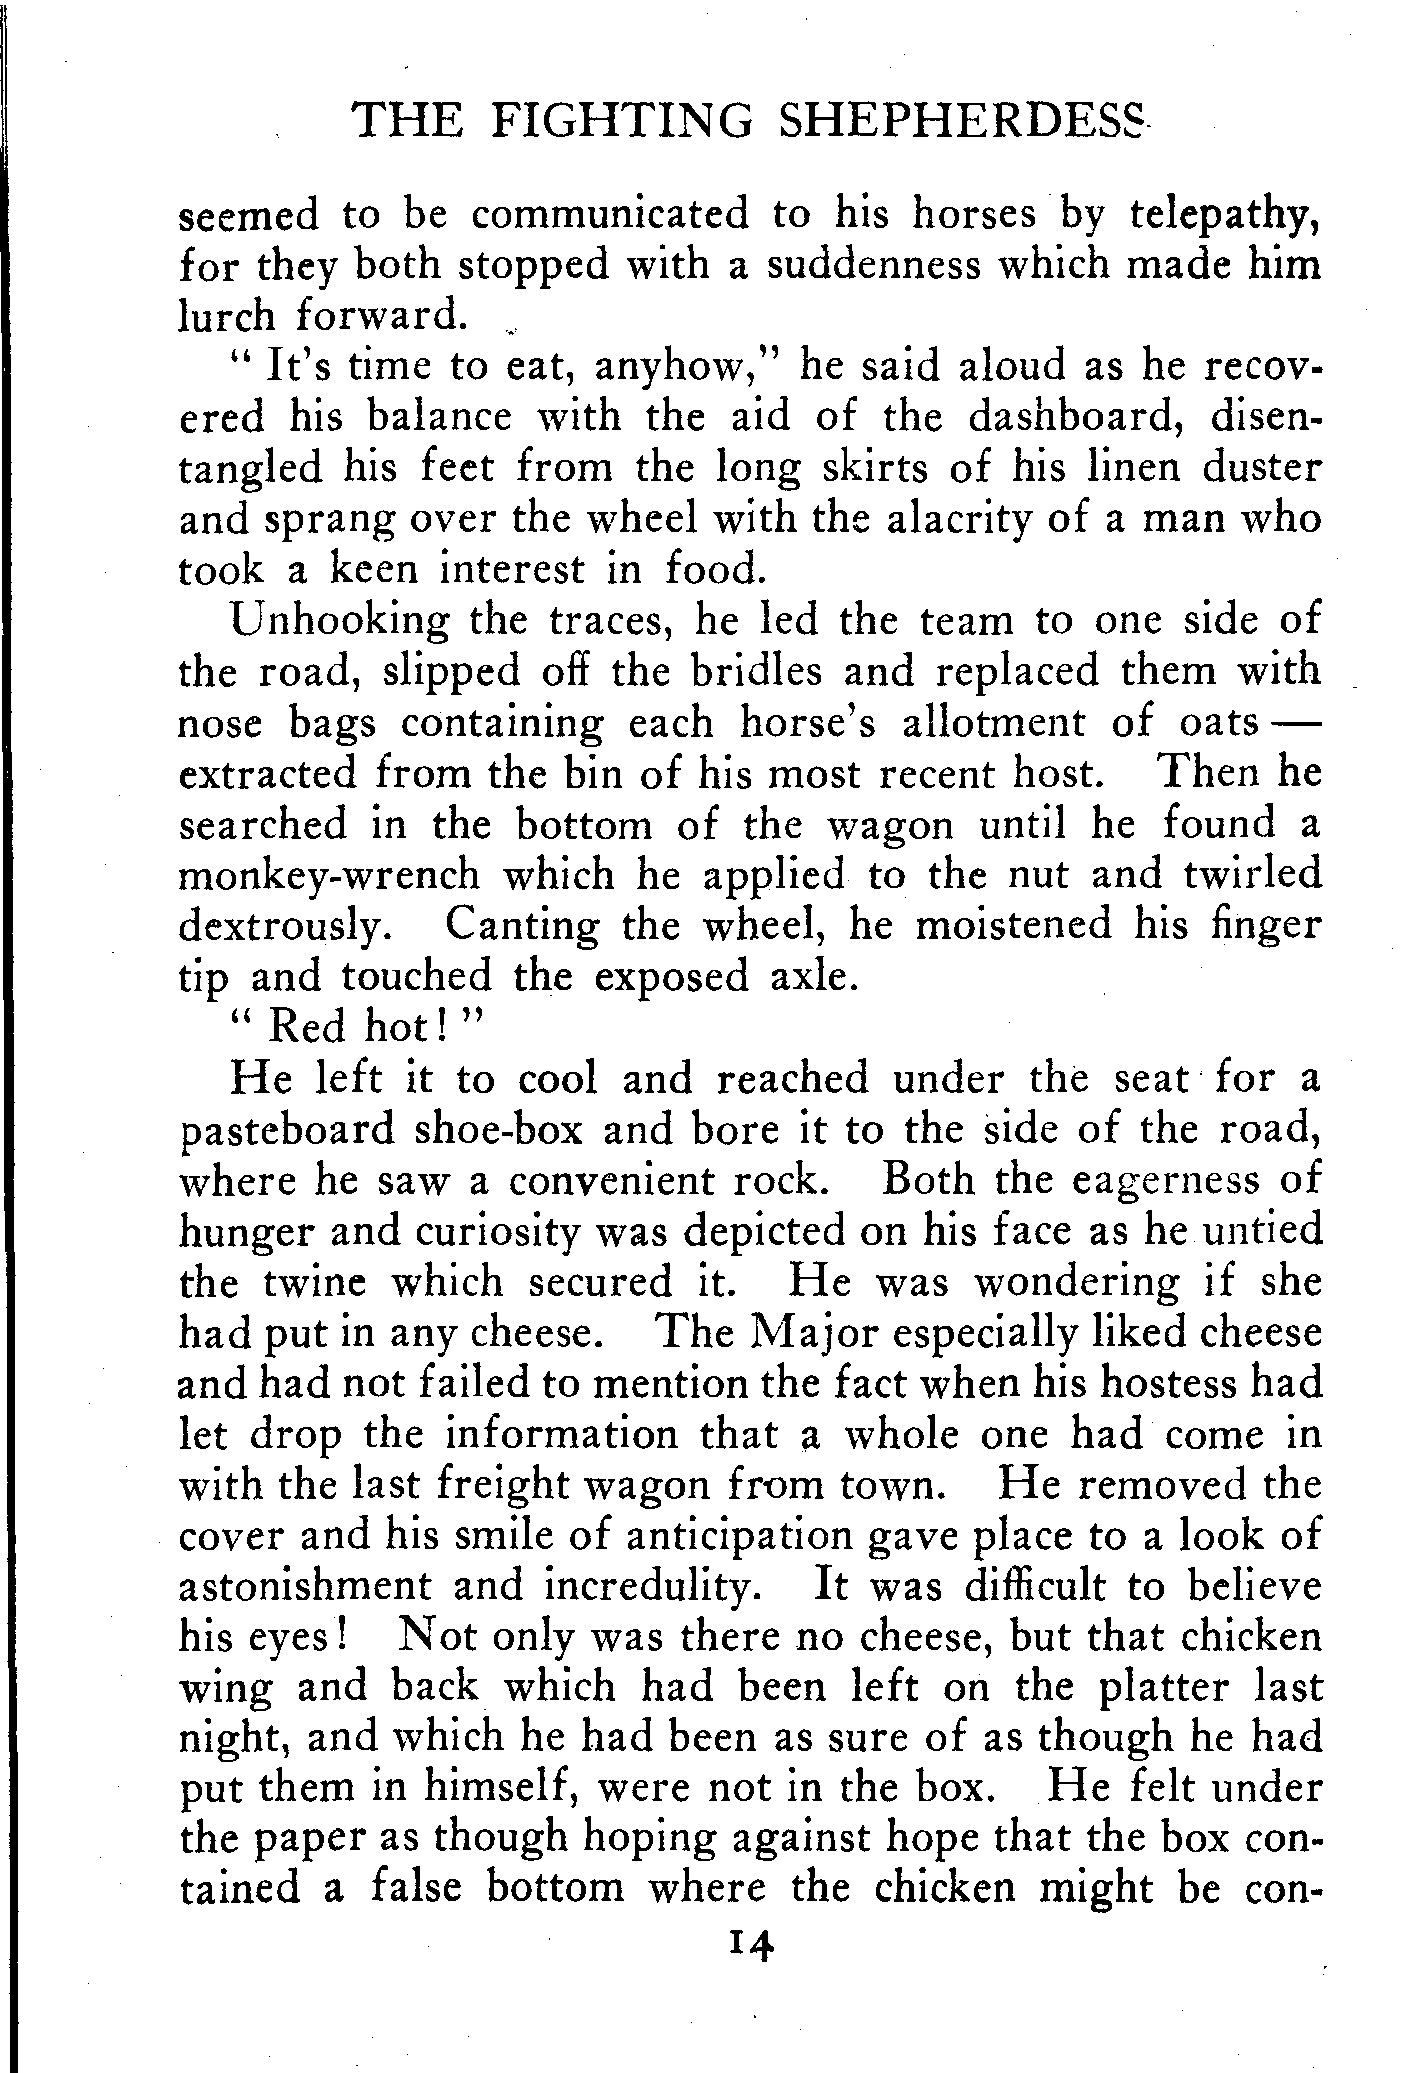 THE FIGHTING SHEPHERDESS
seemed to be communicated to his horses by telepathy,
for they both stopped with a suddenness which made him
lurch forward.
" It's time to eat, anyhow," he said aloud as he recov-
ered his balance with the aid of the dashboard, disen-
tangled his feet from the long skirts of his linen duster
and sprang over the wheel with the alacrity of a man who
took a keen interest in food.
Unhooking the traces, he led the team to one side of
the road, slipped off the bridles and replaced them with
nose bags containing each horse's allotment of oats —
extracted from the bin of his most recent host. Then he
searched in the bottom of the wagon until he found a
monkey-wrench which he applied to the nut and twirled
dextrously. Canting the wheel, he moistened his finger
tip and touched the exposed axle.
" Red hot! "
He left it to cool and reached under the seat for a
pasteboard shoe-box and bore it to the side of the road,
where he saw a convenient rock. Both the eagerness of
hunger and curiosity was depicted on his face as he untied
the twine which secured it. He was wondering if she
had put in any cheese. The Major especially liked cheese
and had not failed to mention the fact when his hostess had
let drop the information that a whole one had come in
with the last freight wagon from town. He removed the
cover and his smile of anticipation gave place to a look of
astonishment and incredulity. It was difficult to believe
his eyes! Not only was there no cheese, but that chicken
wing and back which had been left on the platter last
night, and which he had been as sure of as though he had
put them in himself, were not in the box. He felt under
the paper as though hoping against hope that the box con-
tained a false bottom where the chicken might be con-
14